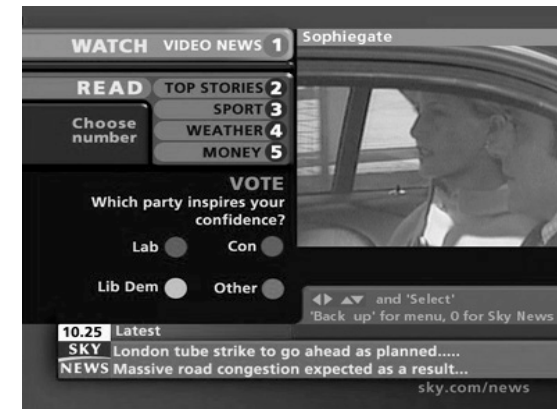 WATCH VIDEO NEWS 1
Sophiegate
READ TOP STORIES 2
SPORT 3
Choose
number
WEATHER 4
MONEY 5
VOTE
Which party inspires your
confidence?
Lab Con
Lib Dem Other
and 'Select'
'Back up' for menu, 0 for Sky News
10.25 Latest
SKY London tube strike to go ahead as planned.....
NEWS Massive road congestion expected as a result...
sky.com/news